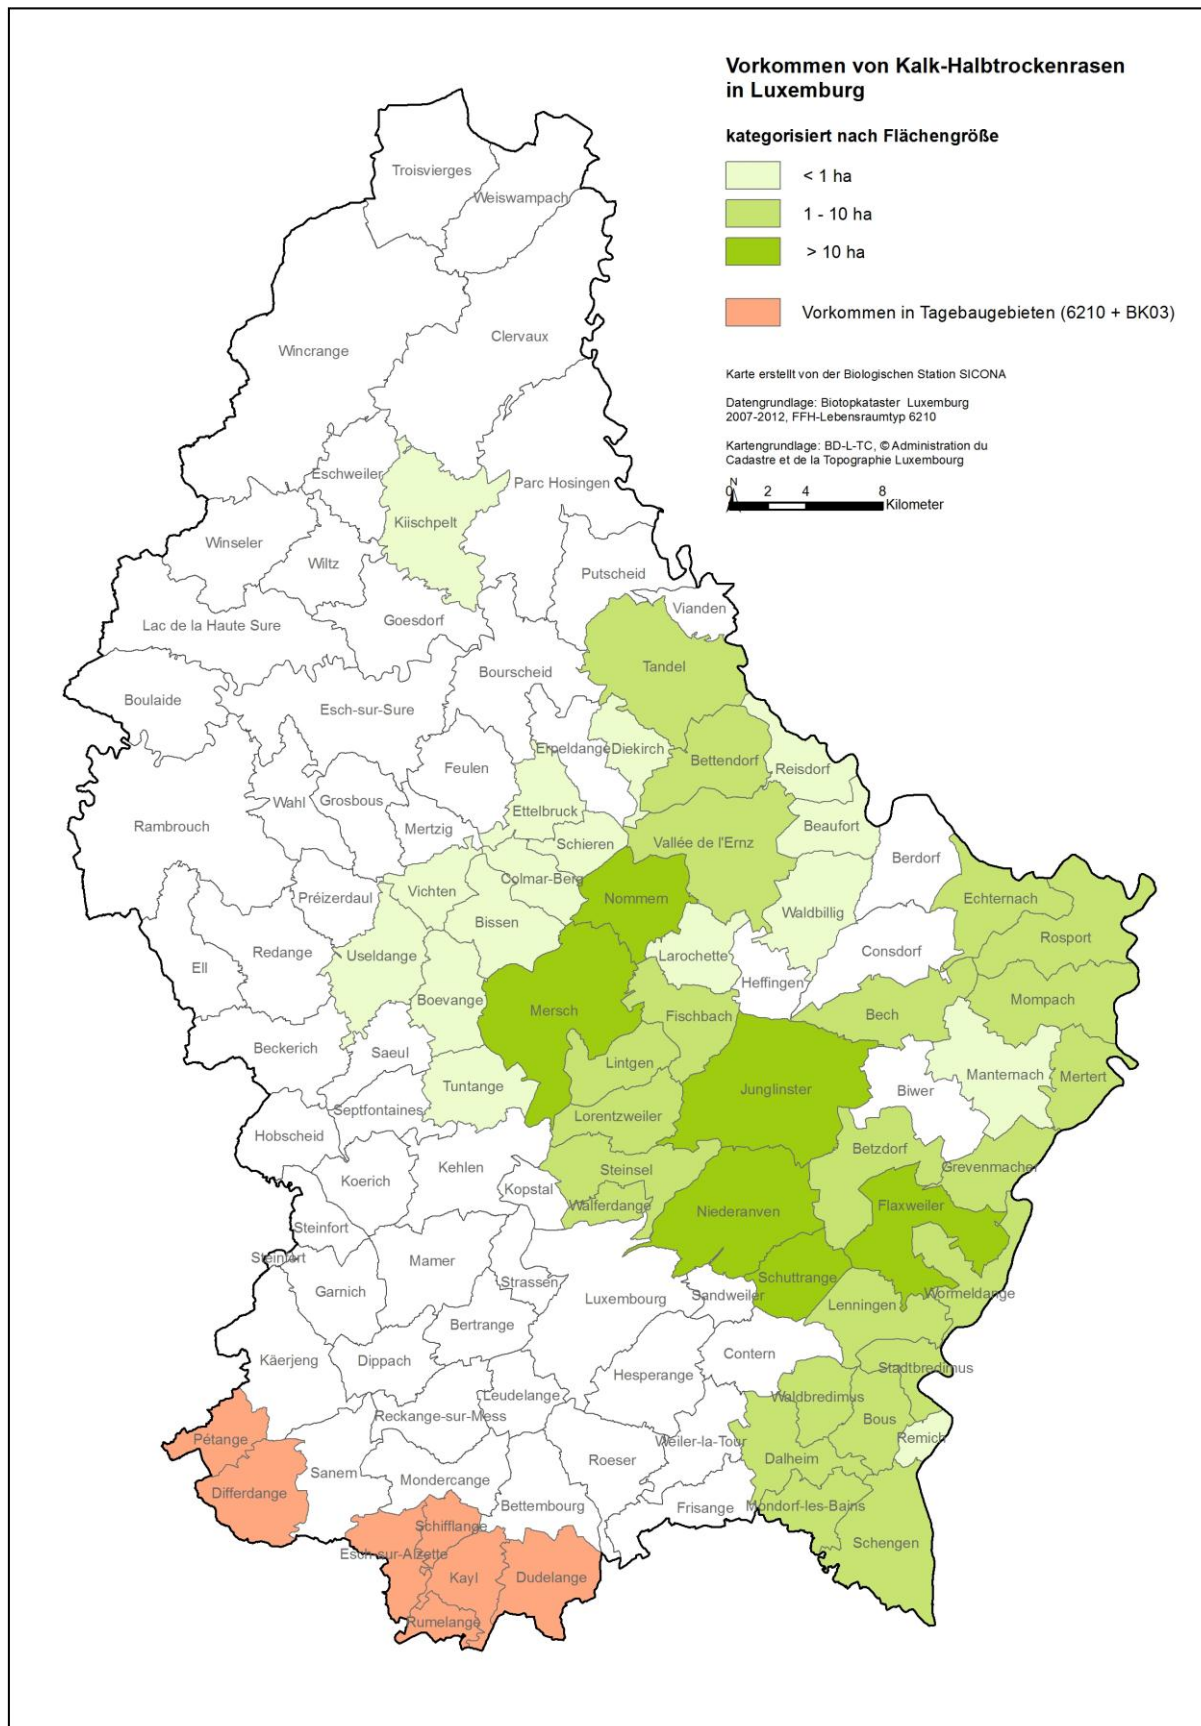 Vorkommen von Kalk-Halbtrockenrasen
in Luxemburg
kategorisiert nach Flächengröße
< 1 ha
1 - 10 ha
> 10 ha
Vorkommen in Tagebaugebieten (6210 + BK03)
Karte erstellt von der Biologischen Station SICONA
Datengrundlage: Biotopkataster Luxemburg
2007-2012, FFH-Lebensraumtyp 6210
Kartengrundlage: BD-L-TC, © Administration du
Cadastre et de la Topographie Luxembourg
N
0 2 4 8
Kilometer
Troisvierges
Weiswampach
Clervaux
Wincrange
Eschweiler
Parc Hosingen
Kiischpelt
Winseler
Wiltz
Putscheid
Vianden
Goesdorf
Lac de la Haute Sure
Tandel
Bourscheid
Boulaide
Esch-sur-Sure
Erpeldange
Diekirch
Bettendorf
Feulen
Reisdorf
Wahl
Grosbous
Ettelbruck
Rambrouch
Mertzig
Beaufort
Schieren
Vallée de l'Ernz
Berdorf
Colmar-Berg
Vichten
Préizerdaul
Nommern
Echternach
Waldbillig
Bissen
Rosport
Redange
Useldange
Larochette
Consdorf
Ell
Heffingen
Boevange
Mersch
Mompach
Fischbach
Bech
Beckerich
Saeul
Lintgen
Manternach
Mertert
Tuntange
Junglinster
Biwer
Septfontaines
Lorentzweiler
Hobscheid
Kehlen
Betzdorf
Steinsel
Grevenmacher
Koerich
Kopstal
Walferdange
Niederanven
Flaxweiler
Steinfort
Steinfort
Mamer
Strassen
Schuttrange
Garnich
Luxembourg
Sandweiler
Wormeldange
Lenningen
Bertrange
Käerjeng
Dippach
Contern
Hesperange
Stadtbredimus
Leudelange
Waldbredimus
Reckange-sur-Mess
Bous
Remich
Pétange
Weiler-la-Tour
Dalheim
Roeser
Sanem
Mondercange
Differdange
Bettembourg
Frisange
Mondorf-les-Bains
Schifflange
Schengen
Esch-sur-Alzette
Kayl
Dudelange
Rumelange